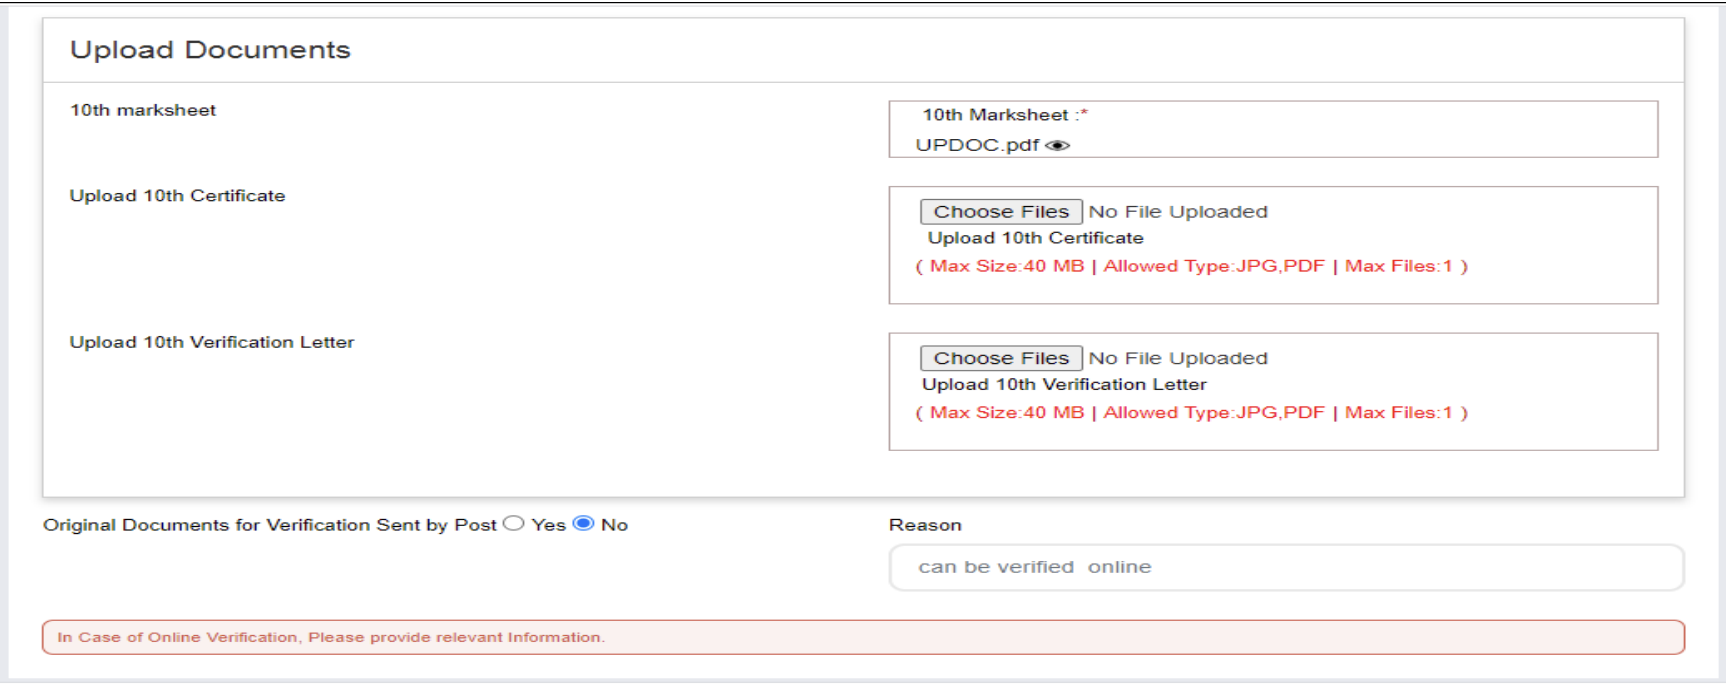 Upload Documents
10th marksheet
10th Marksheet :*
UPDOC.pdf
Upload 10th Certificate
Choose Files No File Uploaded
Upload 10th Certificate
( Max Size:40 MB | Allowed Type:JPG,PDF | Max Files:1 )
Upload 10th Verification Letter
Choose Files No File Uploaded
Upload 10th Verification Letter
( Max Size:40 MB | Allowed Type:JPG,PDF | Max Files:1 )
Original Documents for Verification Sent by Post Yes No
Reason
can be verified  online
In Case of Online Verification, Please provide relevant Information.